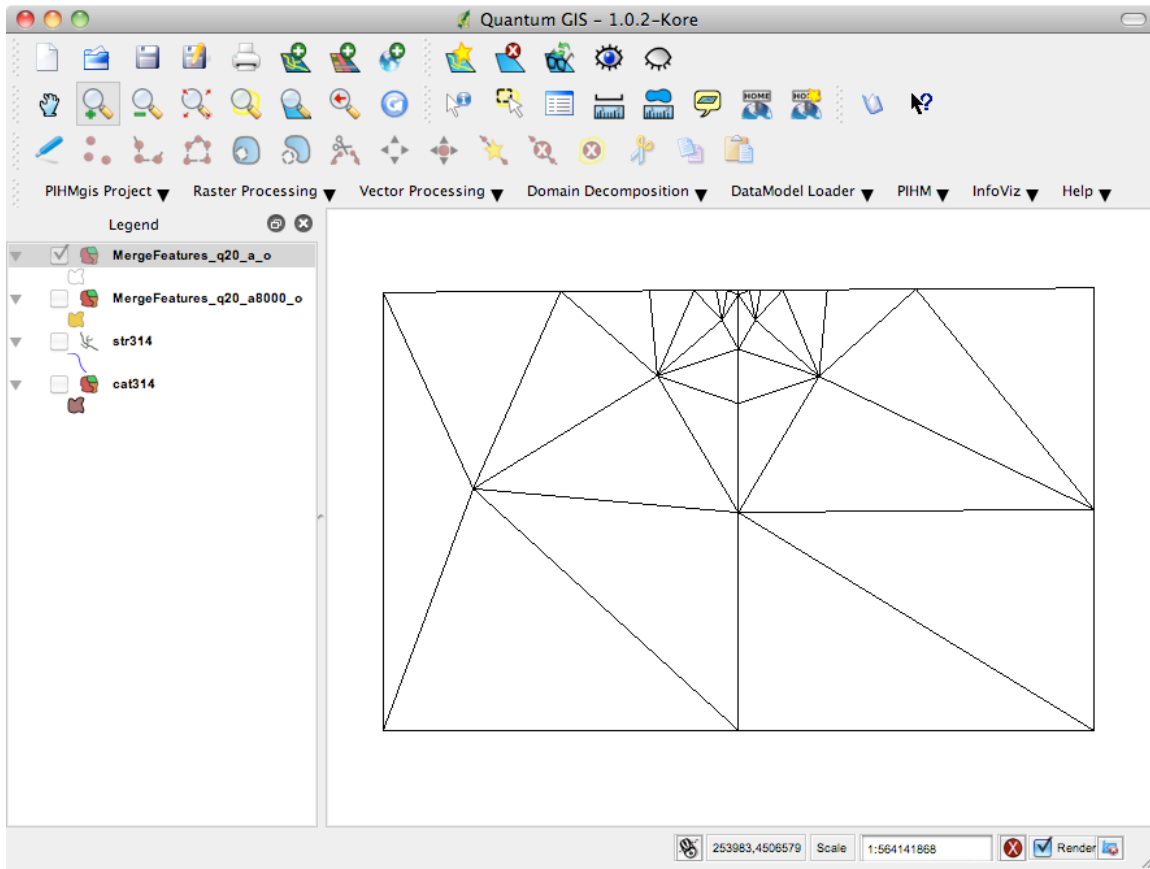 Quantum GIS - 1.0.2-Kore
HOME
PIHMgis Project Raster Processing Vector Processing Domain Decomposition DataModel Loader PIHM InfoViz Help
Legend
MergeFeatures_q20_a_o
MergeFeatures_q20_a8000_o
str314
cat314
253983,4506579 Scale 1:564141868 Render